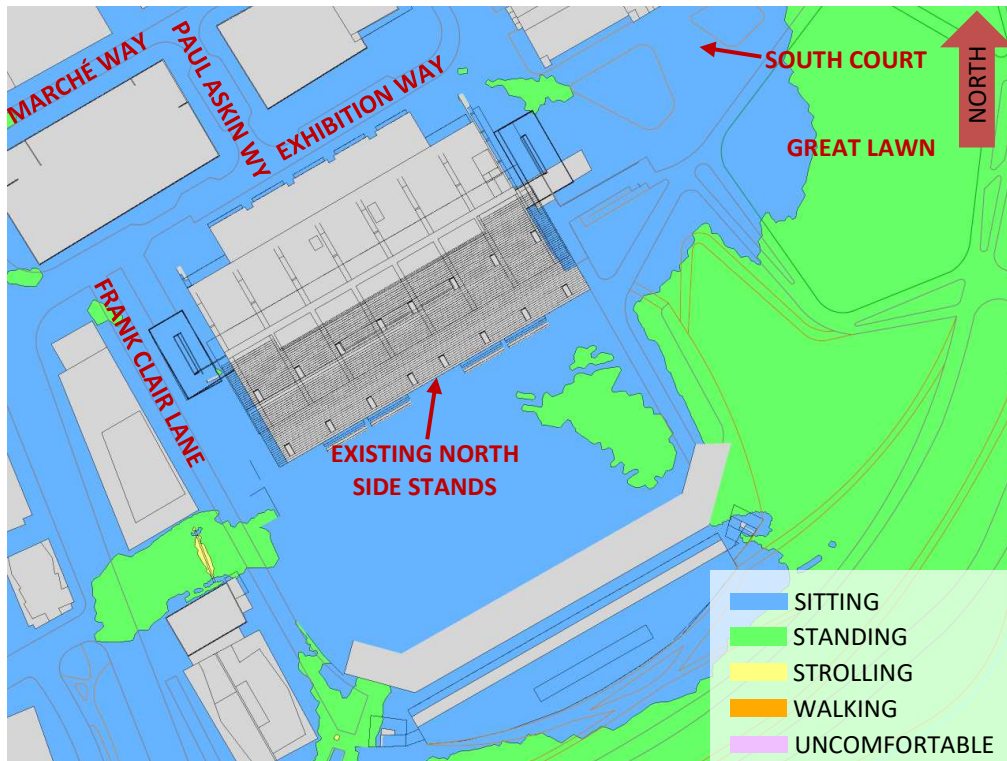 MARCHÉ WAY
PAUL ASKIN WY
EXHIBITION WAY
SOUTH COURT
NORTH
GREAT LAWN
FRANK CLAIR LANE
EXISTING NORTH
SIDE STANDS
SITTING
STANDING
STROLLING
WALKING
UNCOMFORTABLE